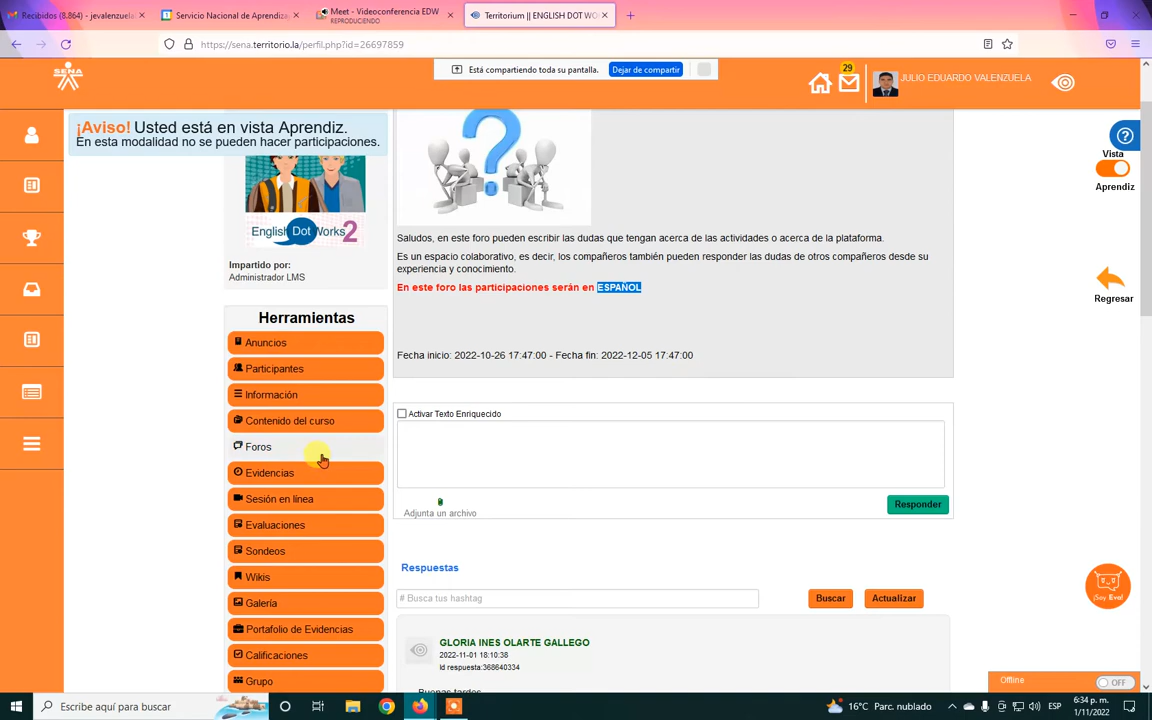 Recibidos (8.864) - jevalenzuela
Servicio Nacional de Aprendizaj
Meet - Videoconferencia EDW
REPRODUCIENDO
Territorium || ENGLISH DOT WO
https://sena.territorio.la/perfil.php?id=26697859
Está compartiendo toda su pantalla.
Dejar de compartir
SENA
29
JULIO EDUARDO VALENZUELA
¡Aviso! Usted está en vista Aprendiz.
En esta modalidad no se pueden hacer participaciones.
Vista
Aprendiz
Regresar
English Dot Works 2
Impartido por:
Administrador LMS
Saludos, en este foro pueden escribir las dudas que tengan acerca de las actividades o acerca de la plataforma.
Es un espacio colaborativo, es decir, los compañeros también pueden responder las dudas de otros compañeros desde su
experiencia y conocimiento.
En este foro las participaciones serán en ESPAÑOL
Fecha inicio: 2022-10-26 17:47:00 - Fecha fin: 2022-12-05 17:47:00
Herramientas
Anuncios
Participantes
Información
Contenido del curso
Foros
Evidencias
Sesión en línea
Evaluaciones
Sondeos
Wikis
Galería
Portafolio de Evidencias
Calificaciones
Grupo
Activar Texto Enriquecido
Adjunta un archivo
Responder
Respuestas
# Busca tus hashtag
Buscar
Actualizar
GLORIA INES OLARTE GALLEGO
2022-11-01 18:10:38
Id respuesta:368640334
Buenas tardes
¡Soy Eva!
Offline
OFF
Escribe aquí para buscar
16°C Parc. nublado
ESP
6:34 p. m.
1/11/2022